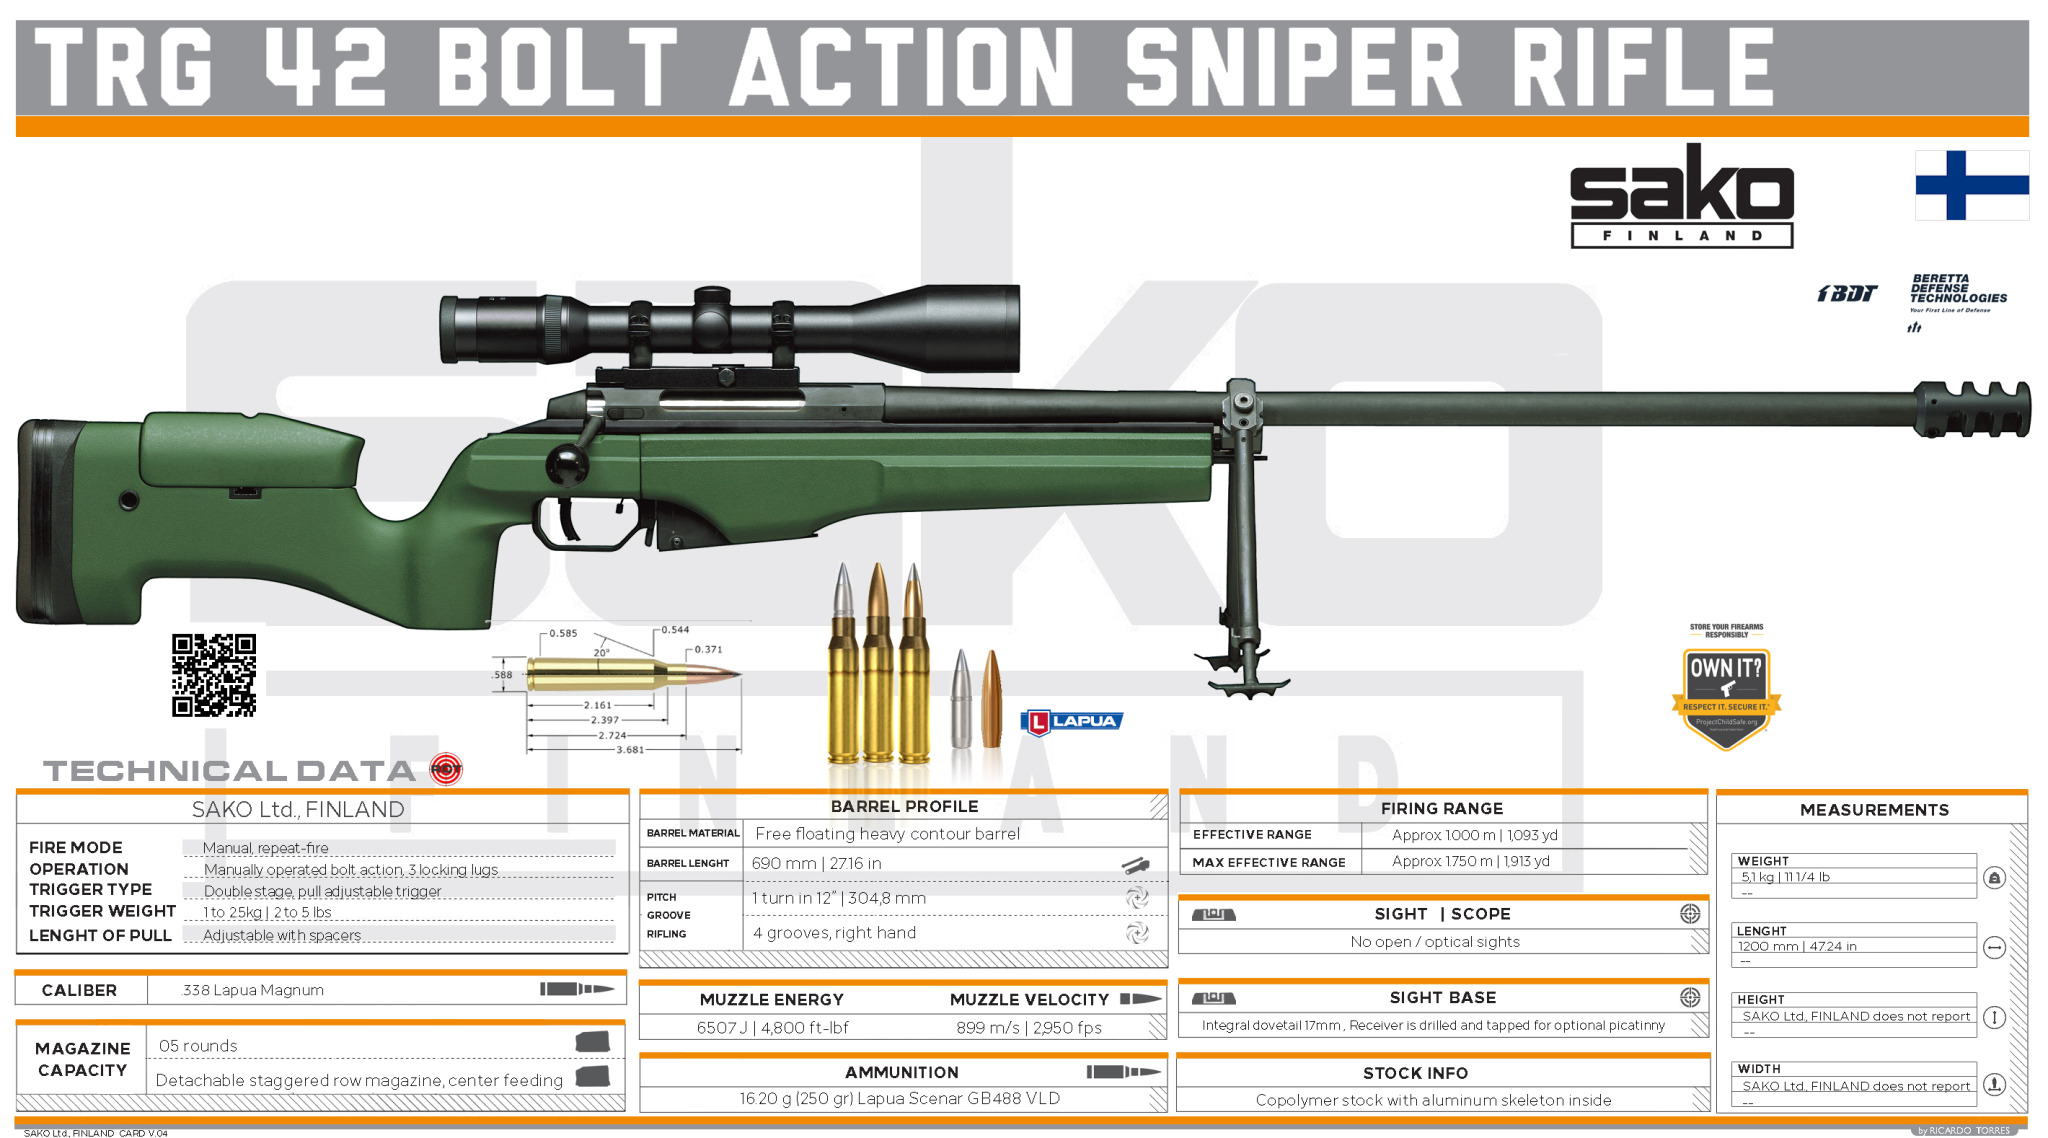 TRG 42 BOLT ACTION SNIPER RIFLE
sako
FINLAND
BDT
BERETTA
DEFENSE
TECHNOLOGIES
Your First Line of Defense
STORE YOUR FIREARMS
RESPONSIBLY
OWN IT?
RESPECT IT. SECURE IT.
ProjectChildSafe.org
0.585
0.544
20°
0.371
.588
2.161
2.397
2.724
3.681
L LAPUA
TECHNICAL DATA
SAKO Ltd., FINLAND
FIRE MODE Manual, repeat-fire
OPERATION Manually operated bolt action, 3 locking lugs
TRIGGER TYPE Double stage, pull adjustable trigger
TRIGGER WEIGHT 1 to 2.5kg | 2 to 5 lbs
LENGHT OF PULL Adjustable with spacers
CALIBER .338 Lapua Magnum
MAGAZINE
CAPACITY
05 rounds
Detachable staggered row magazine, center feeding
BARREL PROFILE
BARREL MATERIAL Free floating heavy contour barrel
BARREL LENGHT 690 mm | 27.16 in
PITCH 1 turn in 12” | 304,8 mm
GROOVE
RIFLING 4 grooves, right hand
MUZZLE ENERGY MUZZLE VELOCITY
6507 J | 4,800 ft-lbf 899 m/s | 2,950 fps
AMMUNITION
16.20 g (250 gr) Lapua Scenar GB488 VLD
FIRING RANGE
EFFECTIVE RANGE Approx 1.000 m | 1,093 yd
MAX EFFECTIVE RANGE Approx 1.750 m | 1,913 yd
SIGHT | SCOPE
No open / optical sights
SIGHT BASE
Integral dovetail 17mm , Receiver is drilled and tapped for optional picatinny
STOCK INFO
Copolymer stock with aluminum skeleton inside
MEASUREMENTS
WEIGHT
5,1 kg | 11 1/4 lb
--
LENGHT
1200 mm | 47.24 in
--
HEIGHT
SAKO Ltd., FINLAND does not report
--
WIDTH
SAKO Ltd., FINLAND does not report
--
SAKO Ltd., FINLAND CARD V.04
by RICARDO TORRES